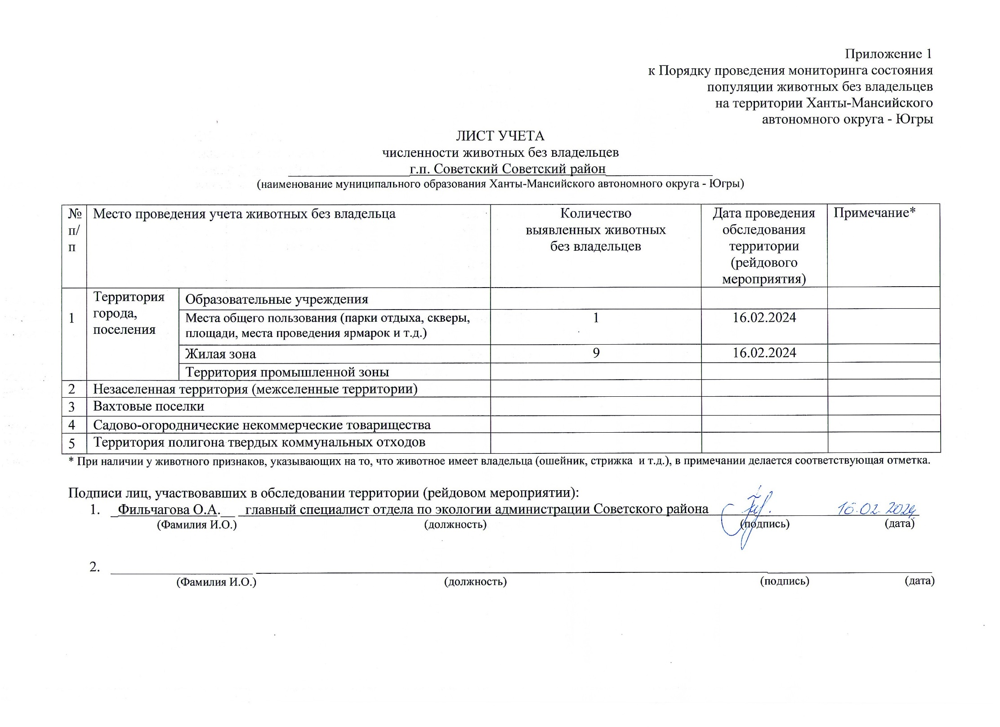 Приложение 1
к Порядку проведения мониторинга состояния
популяции животных без владельцев
на территории Ханты-Мансийского
автономного округа - Югры
ЛИСТ УЧЕТА
численности животных без владельцев
г.п. Советский Советский район
(наименование муниципального образования Ханты-Мансийского автономного округа - Югры)
№ п/п Место проведения учета животных без владельца Количество выявленных животных без владельцев Дата проведения обследования территории (рейдового мероприятия) Примечание*
1 Территория города, поселения Образовательные учреждения
Места общего пользования (парки отдыха, скверы, площади, места проведения ярмарок и т.д.) 1 16.02.2024
Жилая зона 9 16.02.2024
Территория промышленной зоны
2 Незаселенная территория (межселенные территории)
3 Вахтовые поселки
4 Садово-огороднические некоммерческие товарищества
5 Территория полигона твердых коммунальных отходов
* При наличии у животного признаков, указывающих на то, что животное имеет владельца (ошейник, стрижка и т.д.), в примечании делается соответствующая отметка.
Подписи лиц, участвовавших в обследовании территории (рейдовом мероприятии):
1. Фильчагова О.А. главный специалист отдела по экологии администрации Советского района 16.02.2024
(Фамилия И.О.) (должность) (подпись) (дата)
2.
(Фамилия И.О.) (должность) (подпись) (дата)